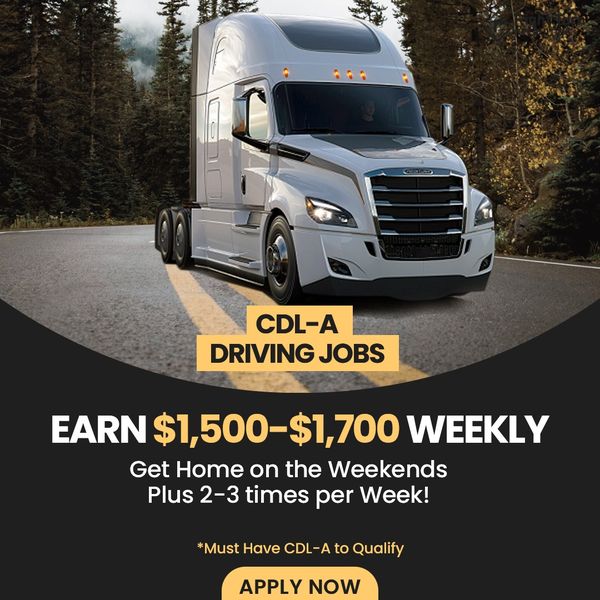 CDL-A
DRIVING JOBS
EARN $1,500-$1,700 WEEKLY
Get Home on the Weekends
Plus 2-3 times per Week!
*Must Have CDL-A to Qualify
APPLY NOW